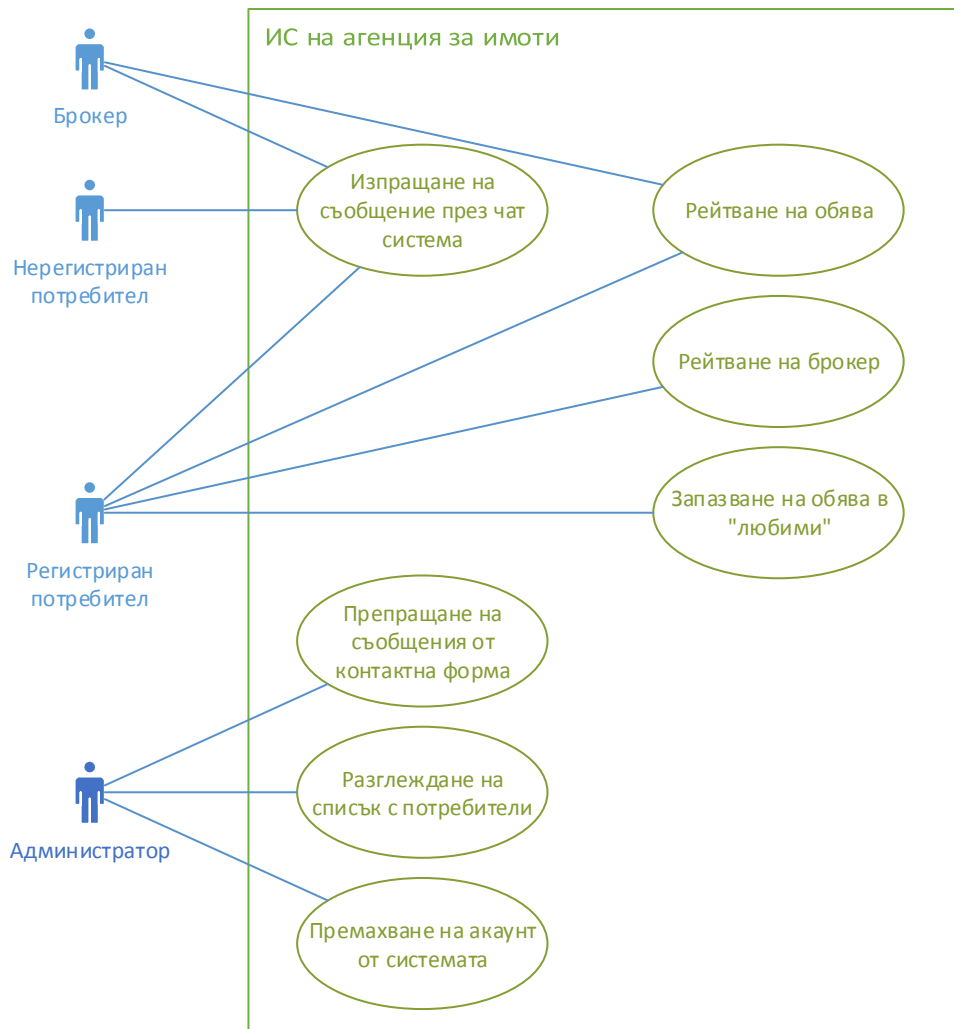 ИС на агенция за имоти
Брокер
Изпращане на
съобщение през чат
система
Рейтване на обява
Нерегистриран
потребител
Рейтване на брокер
Запазване на обява в
"любими"
Регистриран
потребител
Препращане на
съобщения от
контактна форма
Разглеждане на
списък с потребители
Администратор
Премахване на акаунт
от системата